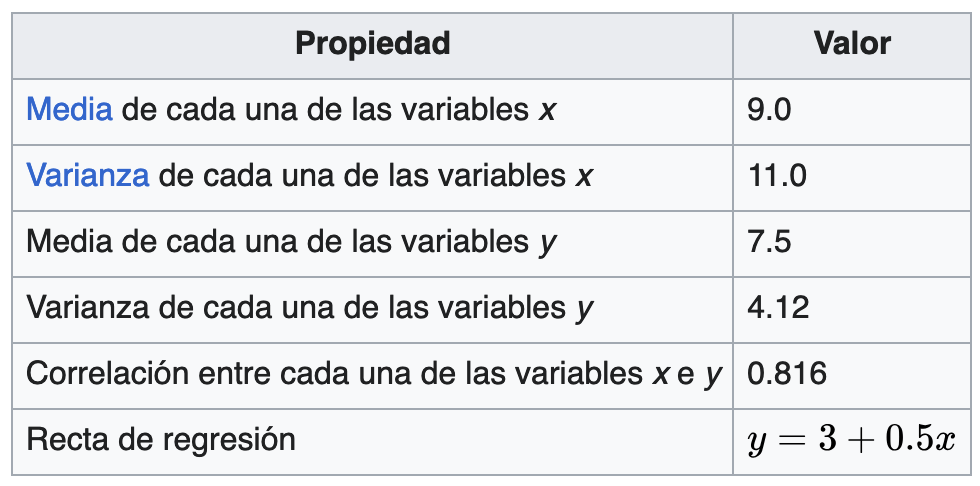 Propiedad Valor
Media de cada una de las variables x 9.0
Varianza de cada una de las variables x 11.0
Media de cada una de las variables y 7.5
Varianza de cada una de las variables y 4.12
Correlación entre cada una de las variables x e y 0.816
Recta de regresión y = 3 + 0.5x